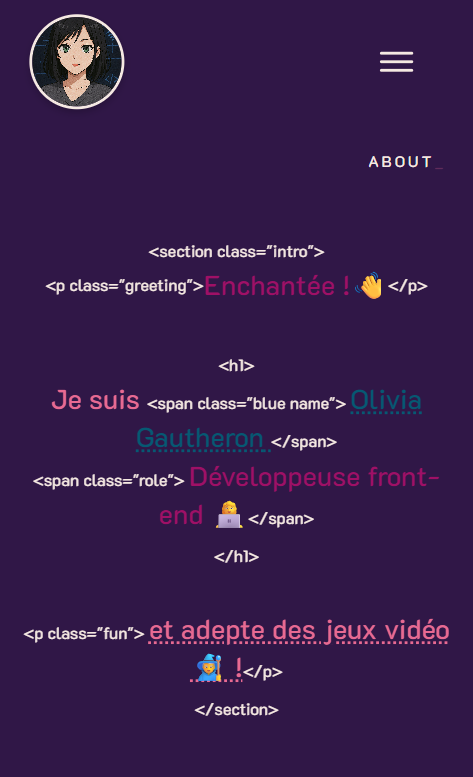 ABOUT_
<section class="intro">
<p class="greeting">Enchantée ! 👋 </p>
<h1>
Je suis <span class="blue name"> Olivia
Gautheron </span>
<span class="role"> Développeuse front-
end 👩‍💻 </span>
</h1>
<p class="fun"> et adepte des jeux vidéo
🧙‍♀️ !</p>
</section>